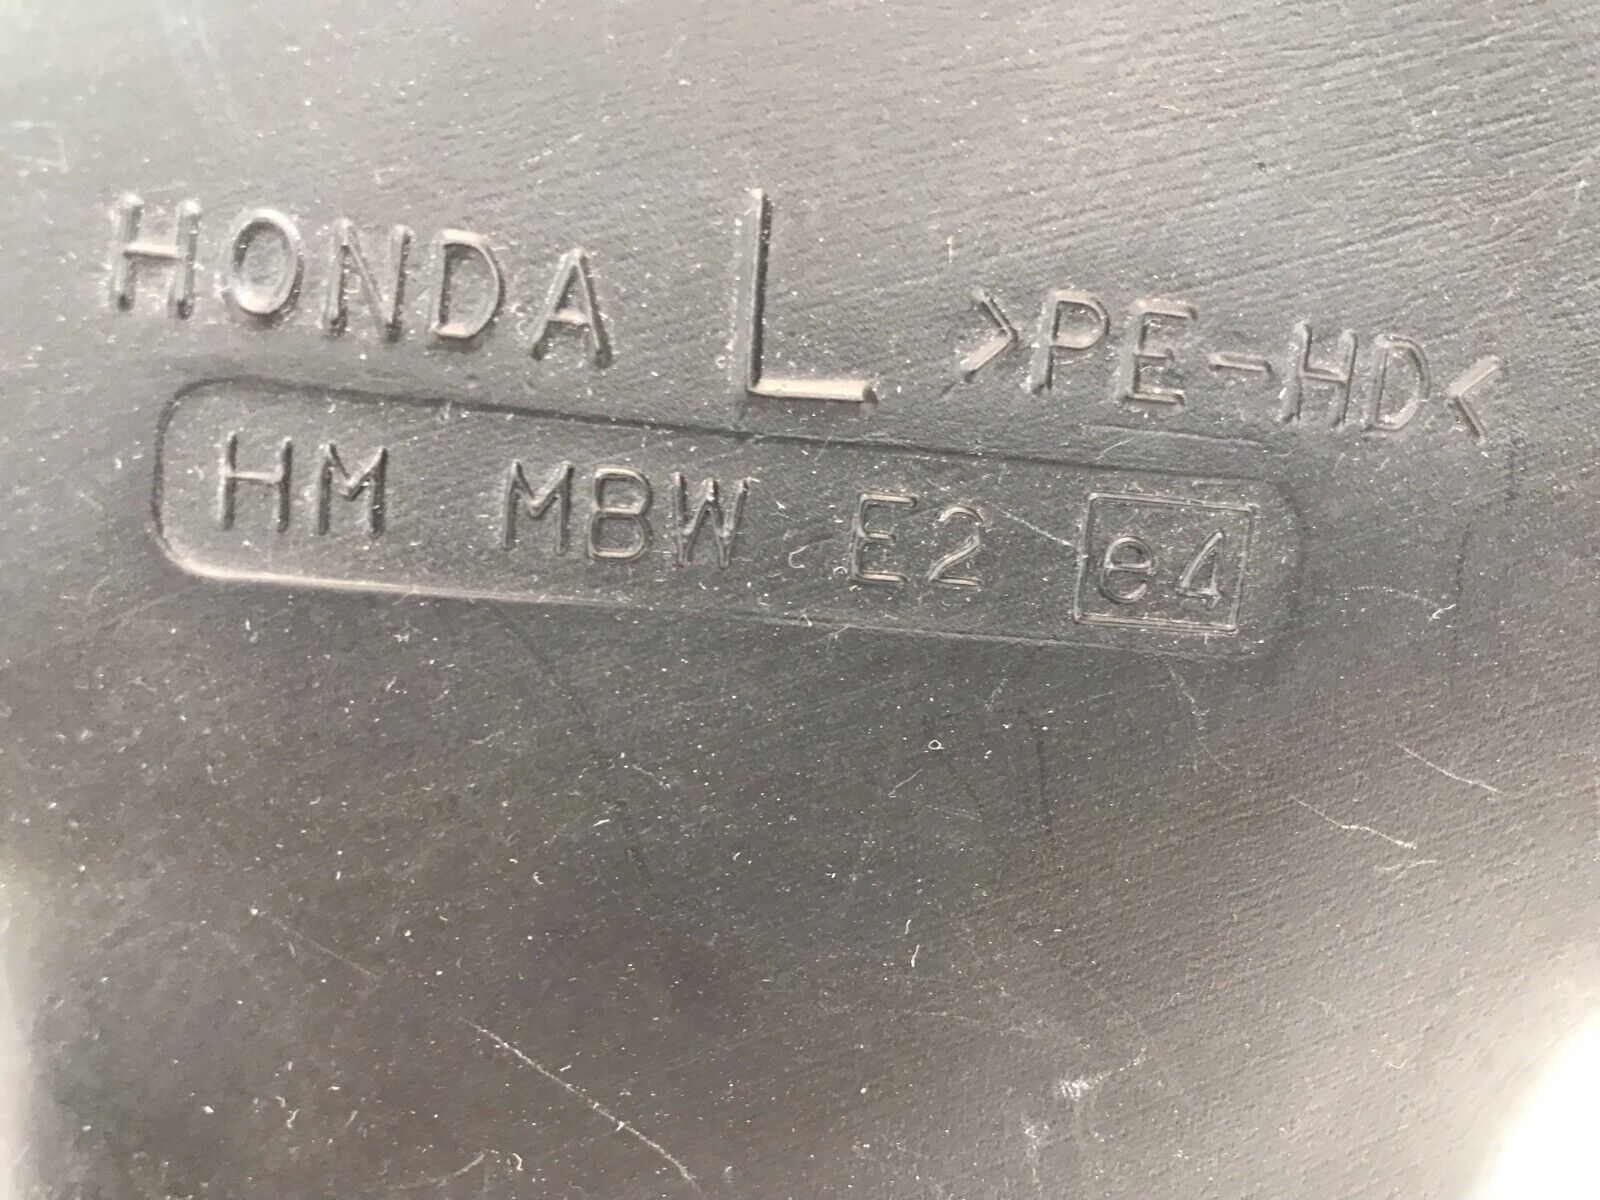 HONDA L >PE-HD<
HM MBW E2 e4